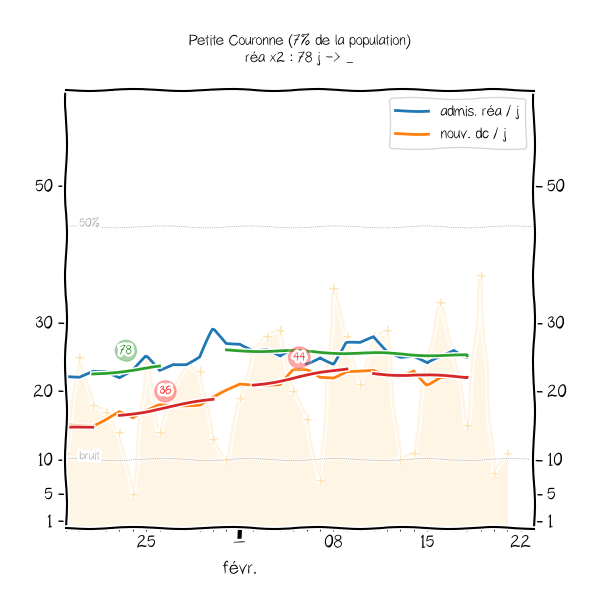 Petite Couronne (7% de la population)
réa x2 : 78 j -> _
admis. réa / j
nouv. dc / j
50 50
50%
30 30
78
44
36
20 20
bruit
10 10
5 5
1 1
25 1 08 15 22
févr.